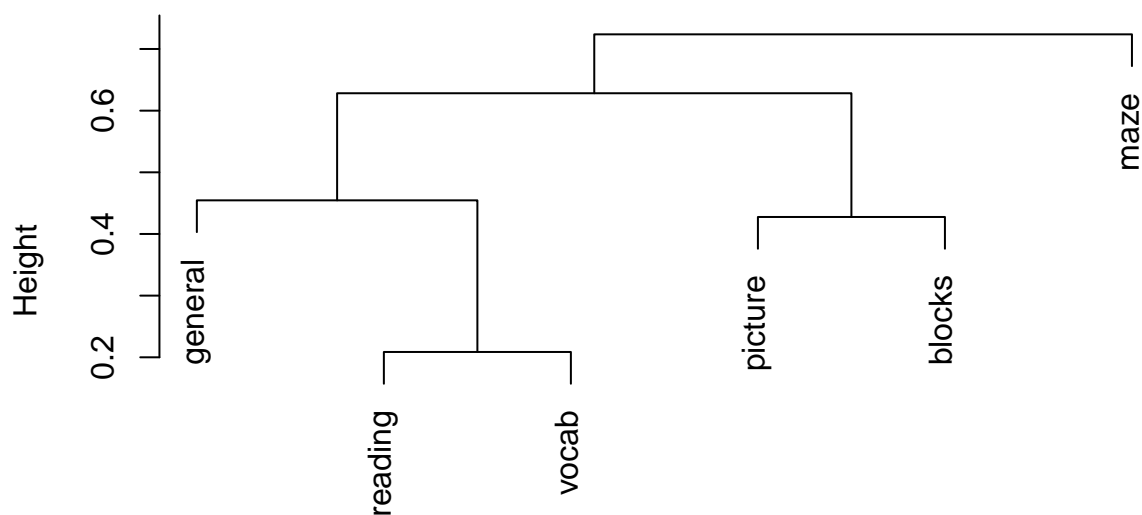 Height
0.6
0.4
0.2
general
reading
vocab
picture
blocks
maze